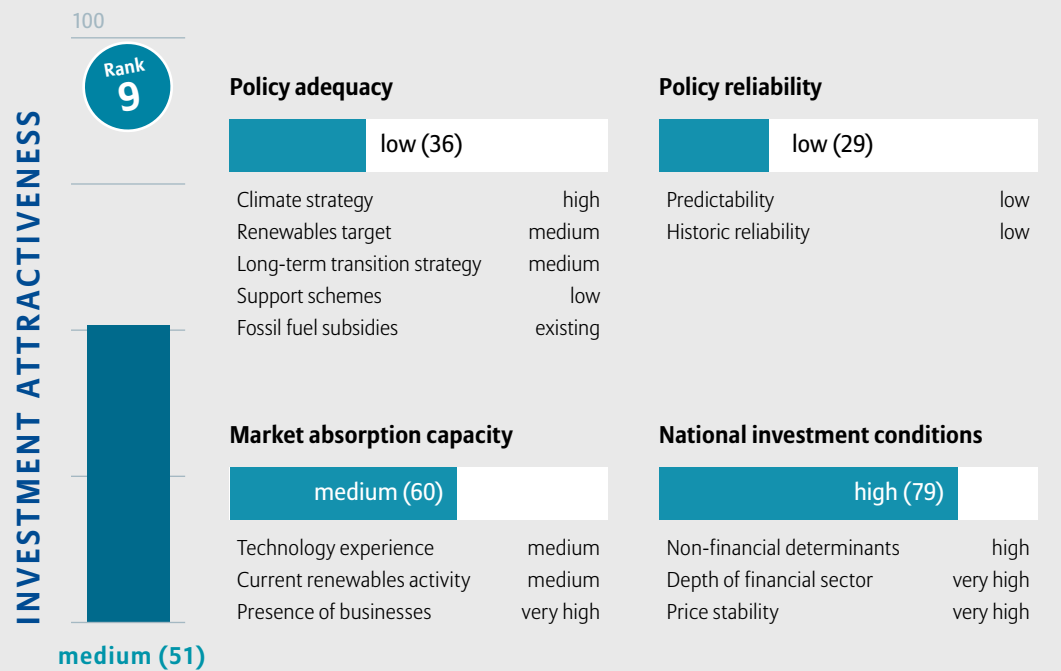 INVESTMENT ATTRACTIVENESS
100
Rank
9
medium (51)
Policy adequacy
low (36)
Climate strategy high
Renewables target medium
Long-term transition strategy medium
Support schemes low
Fossil fuel subsidies existing
Policy reliability
low (29)
Predictability low
Historic reliability low
Market absorption capacity
medium (60)
Technology experience medium
Current renewables activity medium
Presence of businesses very high
National investment conditions
high (79)
Non-financial determinants high
Depth of financial sector very high
Price stability very high